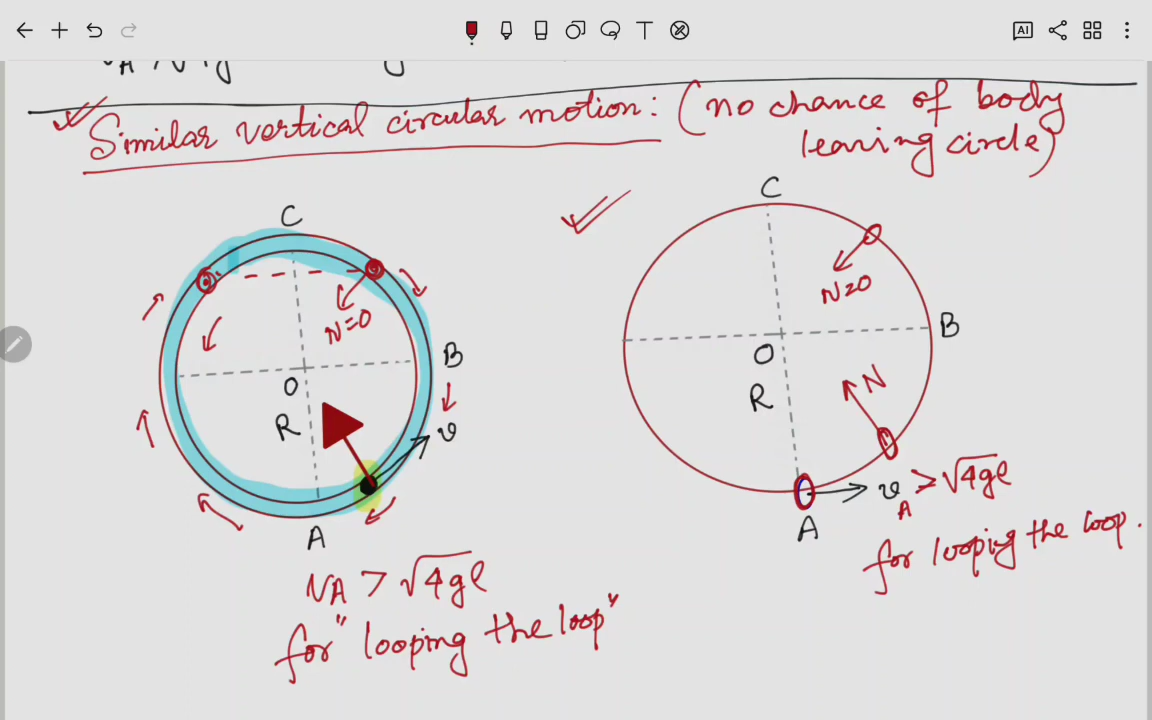 Similar vertical circular motion: (no chance of body
leaving circle)
C
N=0
B
O
R
v
A
VA > √4gl
for "looping the loop"
C
N=0
B
O
R
N
A
vA > √4gl
for looping the loop.
AI
T